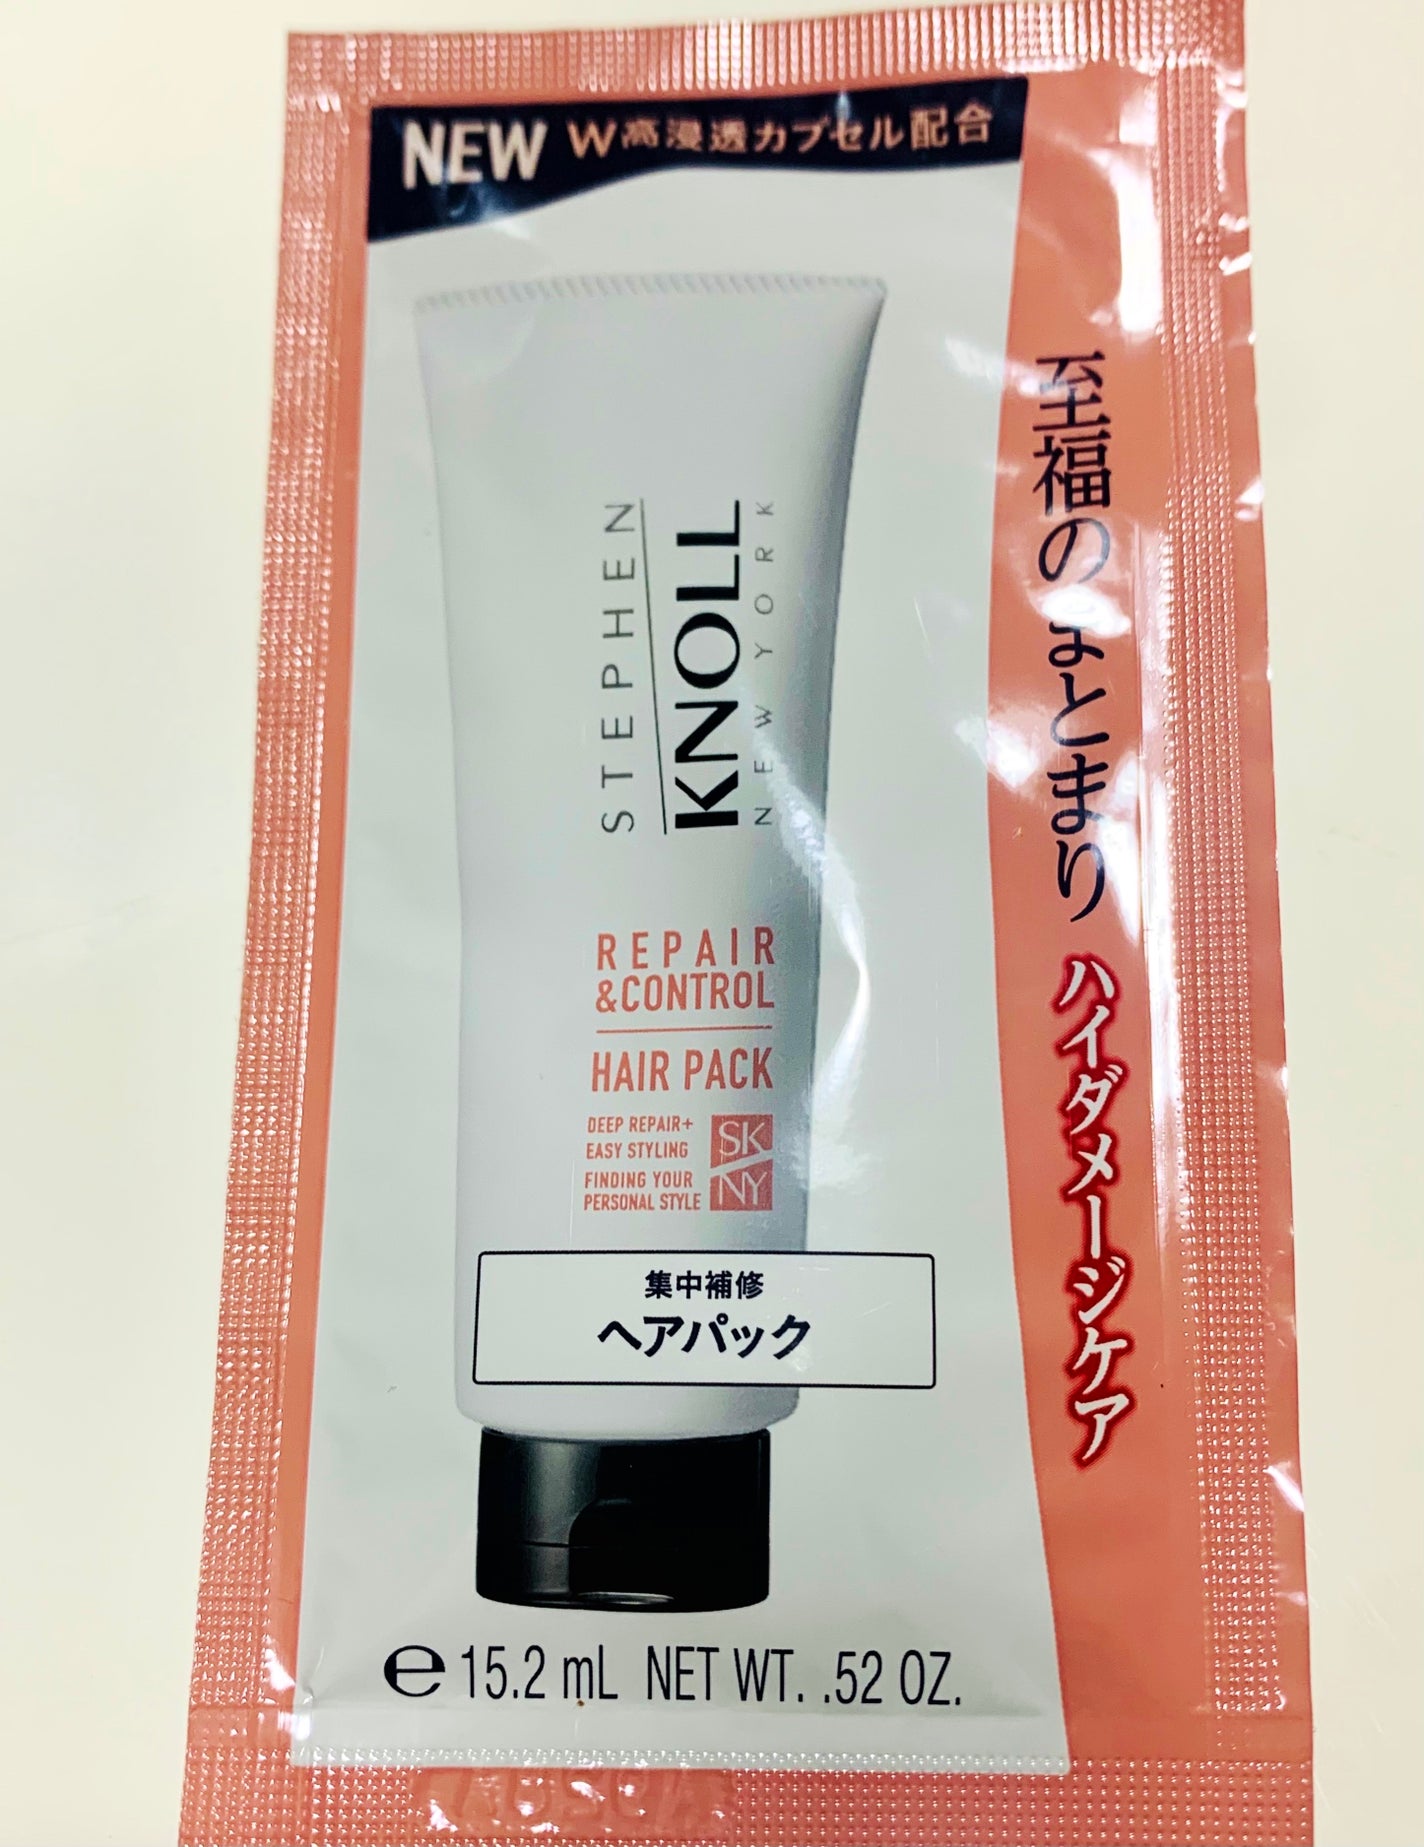 NEW W高浸透カプセル配合
至福のまとまり ハイダメージケア
STEPHEN
KNOLL
NEW YORK
REPAIR
&CONTROL
HAIR PACK
DEEP REPAIR+
EASY STYLING
FINDING YOUR
PERSONAL STYLE
SK
NY
集中補修
ヘアパック
e 15.2 mL NET WT. .52 OZ.